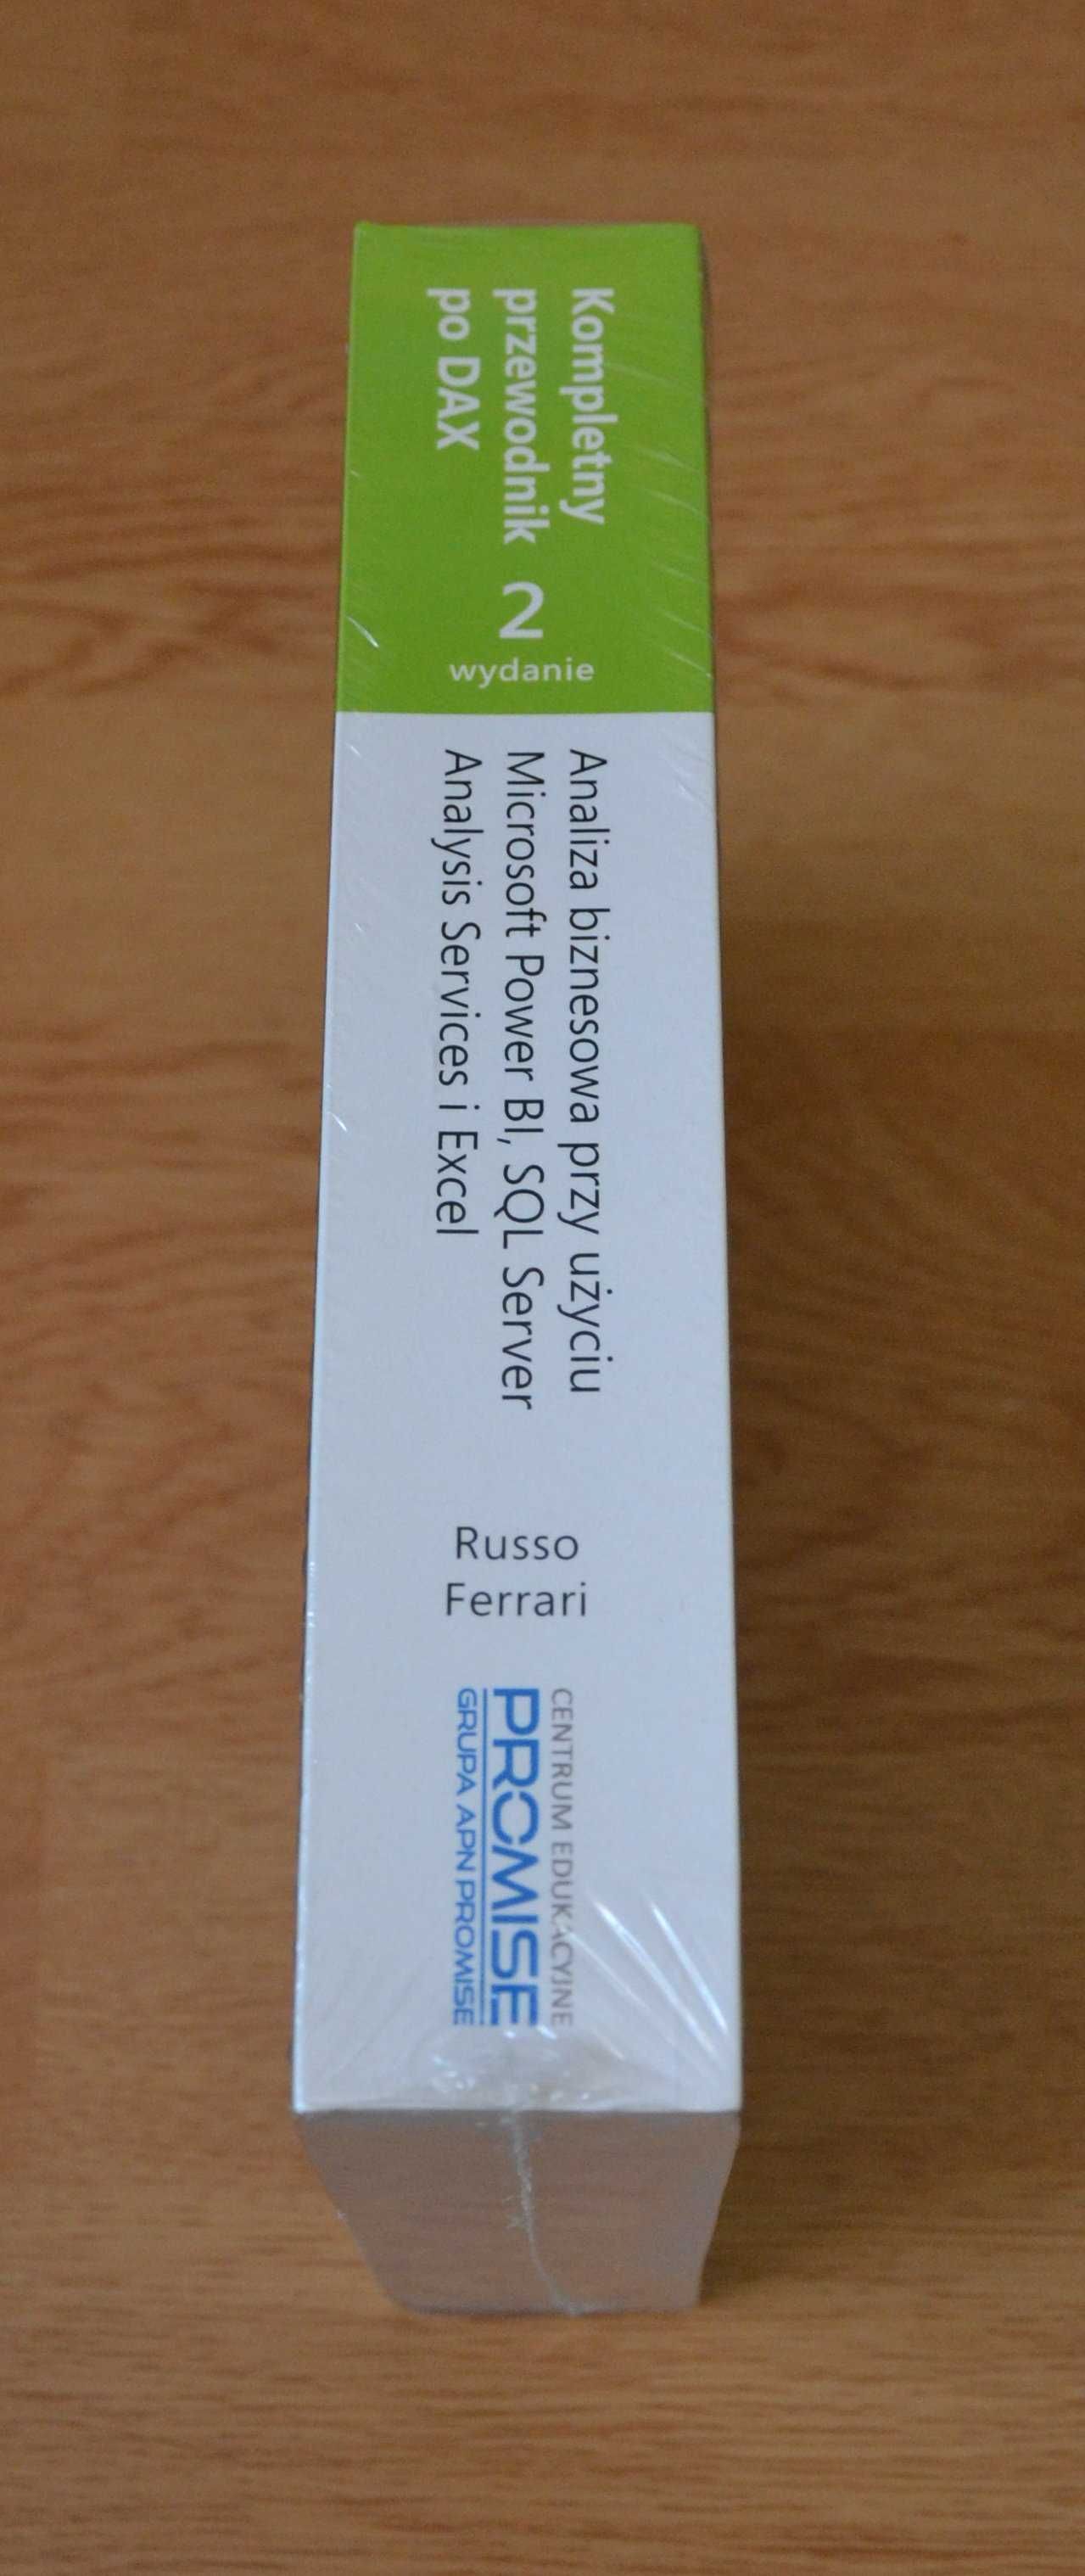 Kompletny
przewodnik
po DAX
2
wydanie
Analiza biznesowa przy użyciu
Microsoft Power BI, SQL Server
Analysis Services i Excel
Russo
Ferrari
CENTRUM EDUKACYJNE
PROMISE
GRUPA APN PROMISE